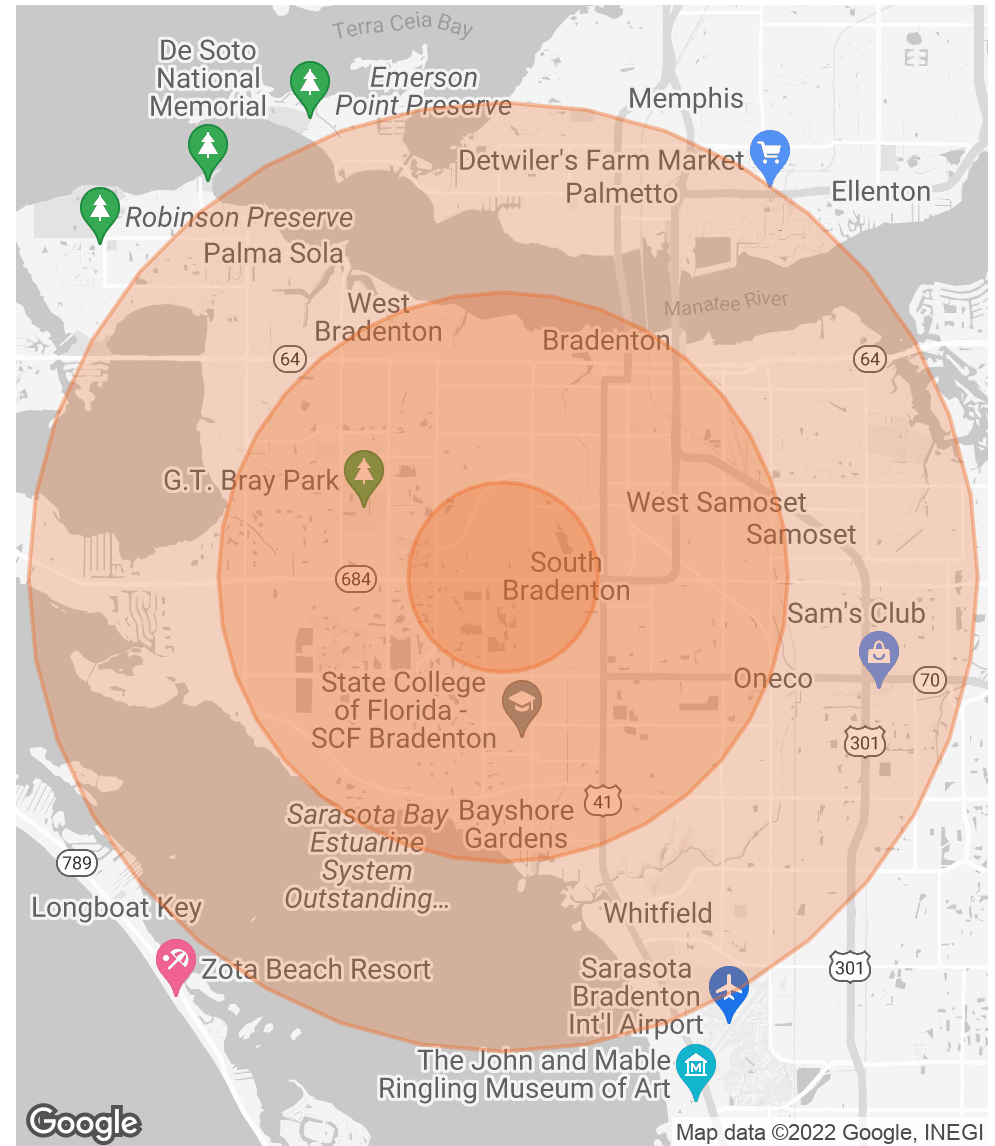 Terra Ceia Bay
De Soto
National
Memorial
Emerson
Point Preserve
Memphis
Detwiler's Farm Market
Palmetto
Ellenton
Robinson Preserve
Palma Sola
Manatee River
West
Bradenton
Bradenton
64
64
G.T. Bray Park
West Samoset
Samoset
684
South
Bradenton
Sam's Club
State College
of Florida -
SCF Bradenton
Oneco
70
301
41
Sarasota Bay
Estuarine
System
Outstanding...
Bayshore
Gardens
789
Longboat Key
Whitfield
Zota Beach Resort
Sarasota
Bradenton
Int'l Airport
301
The John and Mable
Ringling Museum of Art
M
Google
Map data ©2022 Google, INEGI